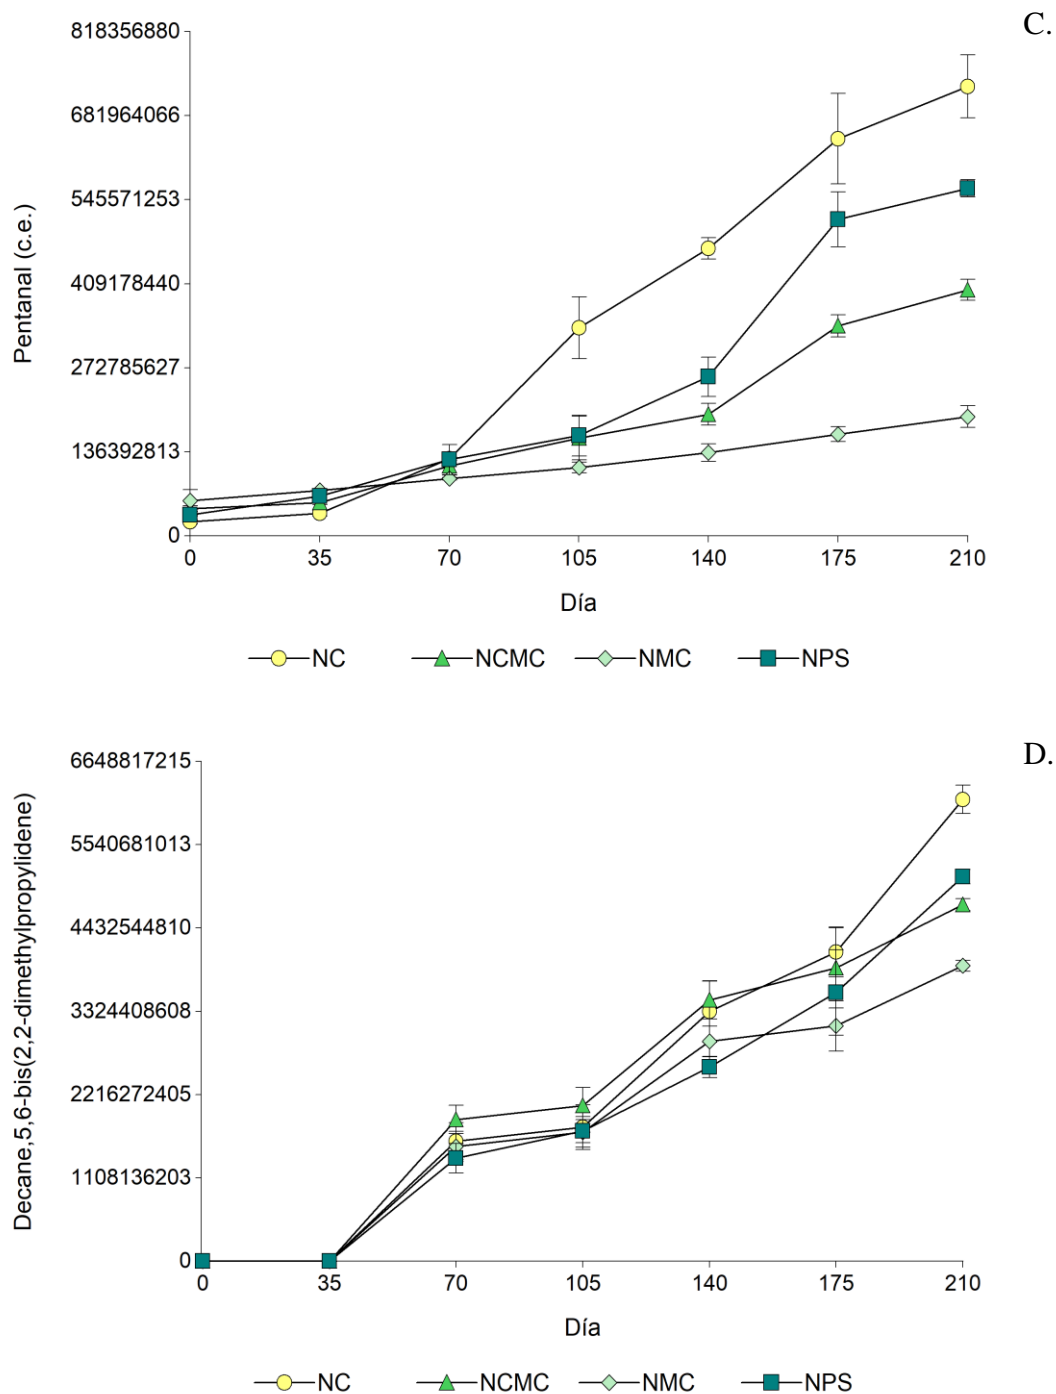 C.
Pentanal (c.e.)
818356880
681964066
545571253
409178440
272785627
136392813
0
0 35 70 105 140 175 210
Día
NC NCMC NMC NPS
D.
Decane,5,6-bis(2,2-dimethylpropylidene)
6648817215
5540681013
4432544810
3324408608
2216272405
1108136203
0
0 35 70 105 140 175 210
Día
NC NCMC NMC NPS